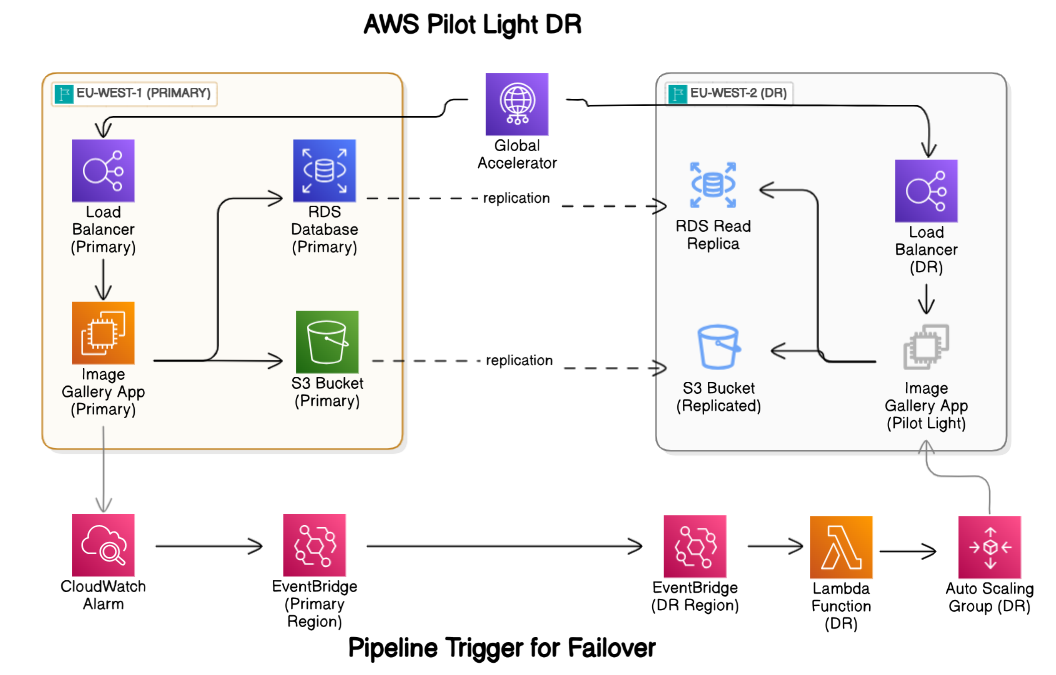 AWS Pilot Light DR
EU-WEST-1 (PRIMARY)
EU-WEST-2 (DR)
Global
Accelerator
Load
Balancer
(Primary)
RDS
Database
(Primary)
replication
RDS Read
Replica
Load
Balancer
(DR)
Image
Gallery App
(Primary)
S3 Bucket
(Primary)
replication
S3 Bucket
(Replicated)
Image
Gallery App
(Pilot Light)
CloudWatch
Alarm
EventBridge
(Primary
Region)
EventBridge
(DR Region)
Lambda
Function
(DR)
Auto Scaling
Group (DR)
Pipeline Trigger for Failover